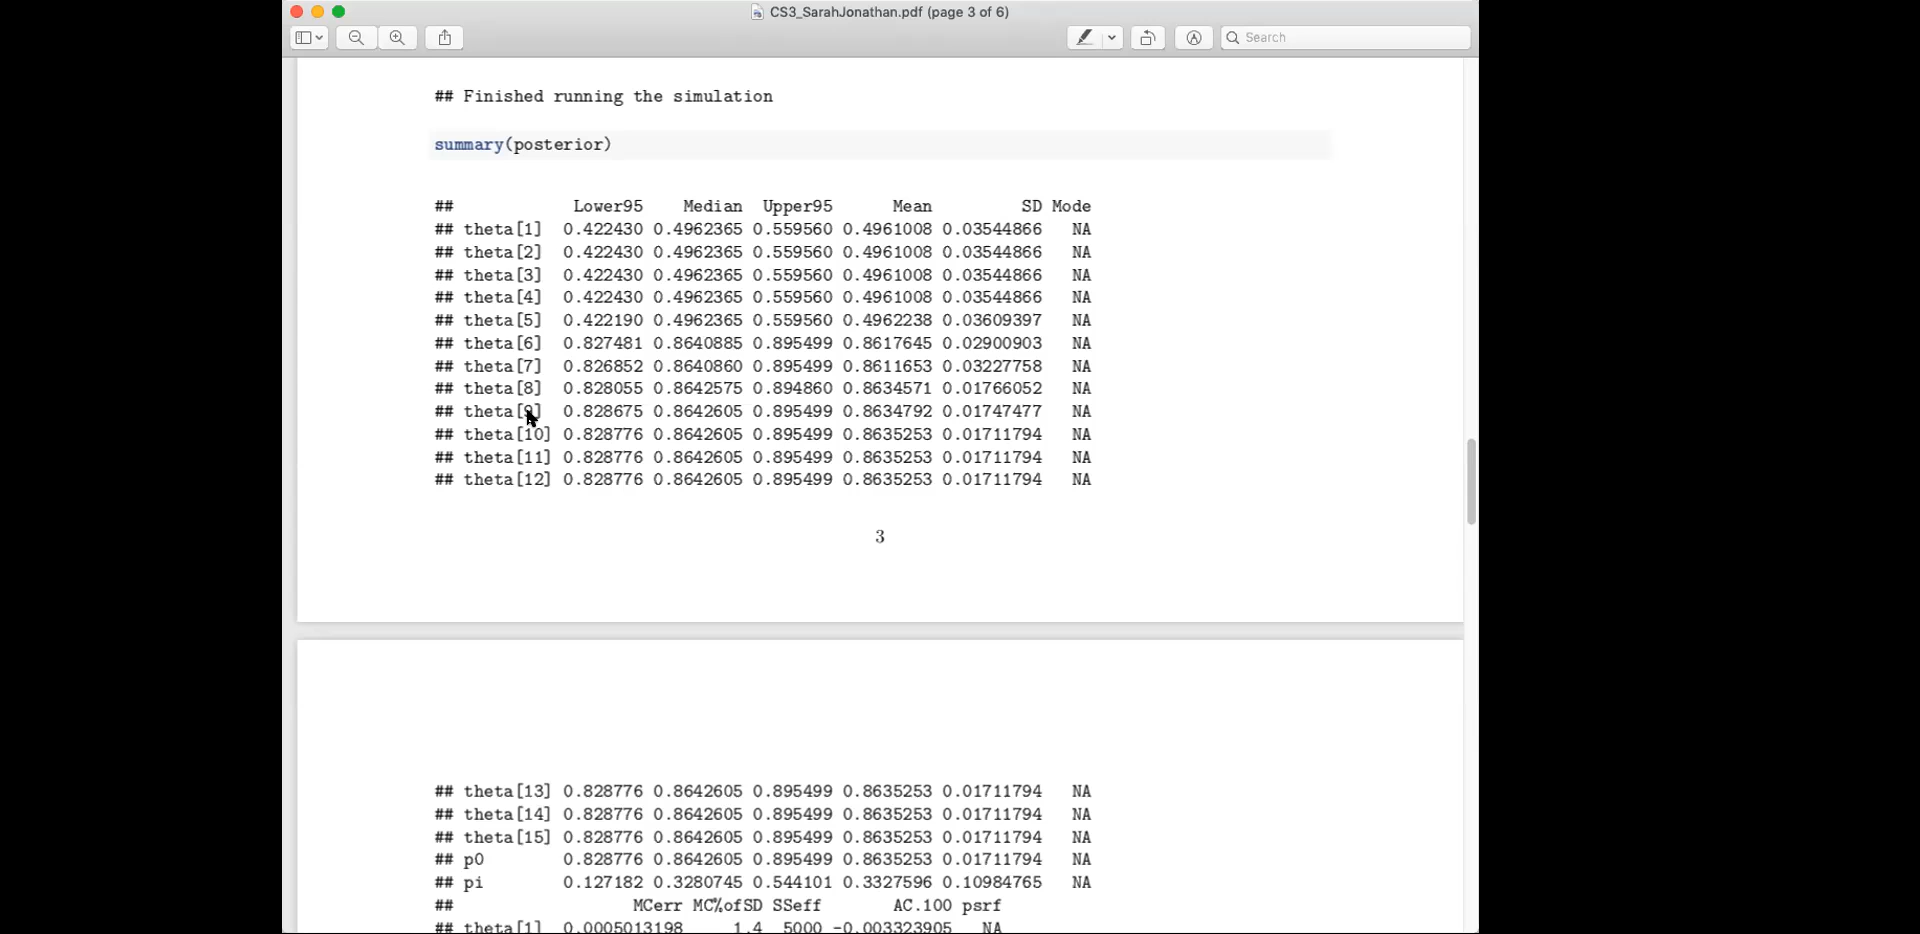 CS3_SarahJonathan.pdf (page 3 of 6)
Search
## Finished running the simulation
summary(posterior)
## Lower95 Median Upper95 Mean SD Mode
## theta[1] 0.422430 0.4962365 0.559560 0.4961008 0.03544866 NA
## theta[2] 0.422430 0.4962365 0.559560 0.4961008 0.03544866 NA
## theta[3] 0.422430 0.4962365 0.559560 0.4961008 0.03544866 NA
## theta[4] 0.422430 0.4962365 0.559560 0.4961008 0.03544866 NA
## theta[5] 0.422190 0.4962365 0.559560 0.4962238 0.03609397 NA
## theta[6] 0.827481 0.8640885 0.895499 0.8617645 0.02900903 NA
## theta[7] 0.826852 0.8640860 0.895499 0.8611653 0.03227758 NA
## theta[8] 0.828055 0.8642575 0.894860 0.8634571 0.01766052 NA
## theta[9] 0.828675 0.8642605 0.895499 0.8634792 0.01747477 NA
## theta[10] 0.828776 0.8642605 0.895499 0.8635253 0.01711794 NA
## theta[11] 0.828776 0.8642605 0.895499 0.8635253 0.01711794 NA
## theta[12] 0.828776 0.8642605 0.895499 0.8635253 0.01711794 NA
3
## theta[13] 0.828776 0.8642605 0.895499 0.8635253 0.01711794 NA
## theta[14] 0.828776 0.8642605 0.895499 0.8635253 0.01711794 NA
## theta[15] 0.828776 0.8642605 0.895499 0.8635253 0.01711794 NA
## p0 0.828776 0.8642605 0.895499 0.8635253 0.01711794 NA
## pi 0.127182 0.3280745 0.544101 0.3327596 0.10984765 NA
## MCerr MC%ofSD SSeff AC.100 psrf
## theta[1] 0.0005013198 1.4 5000 -0.003323905 NA